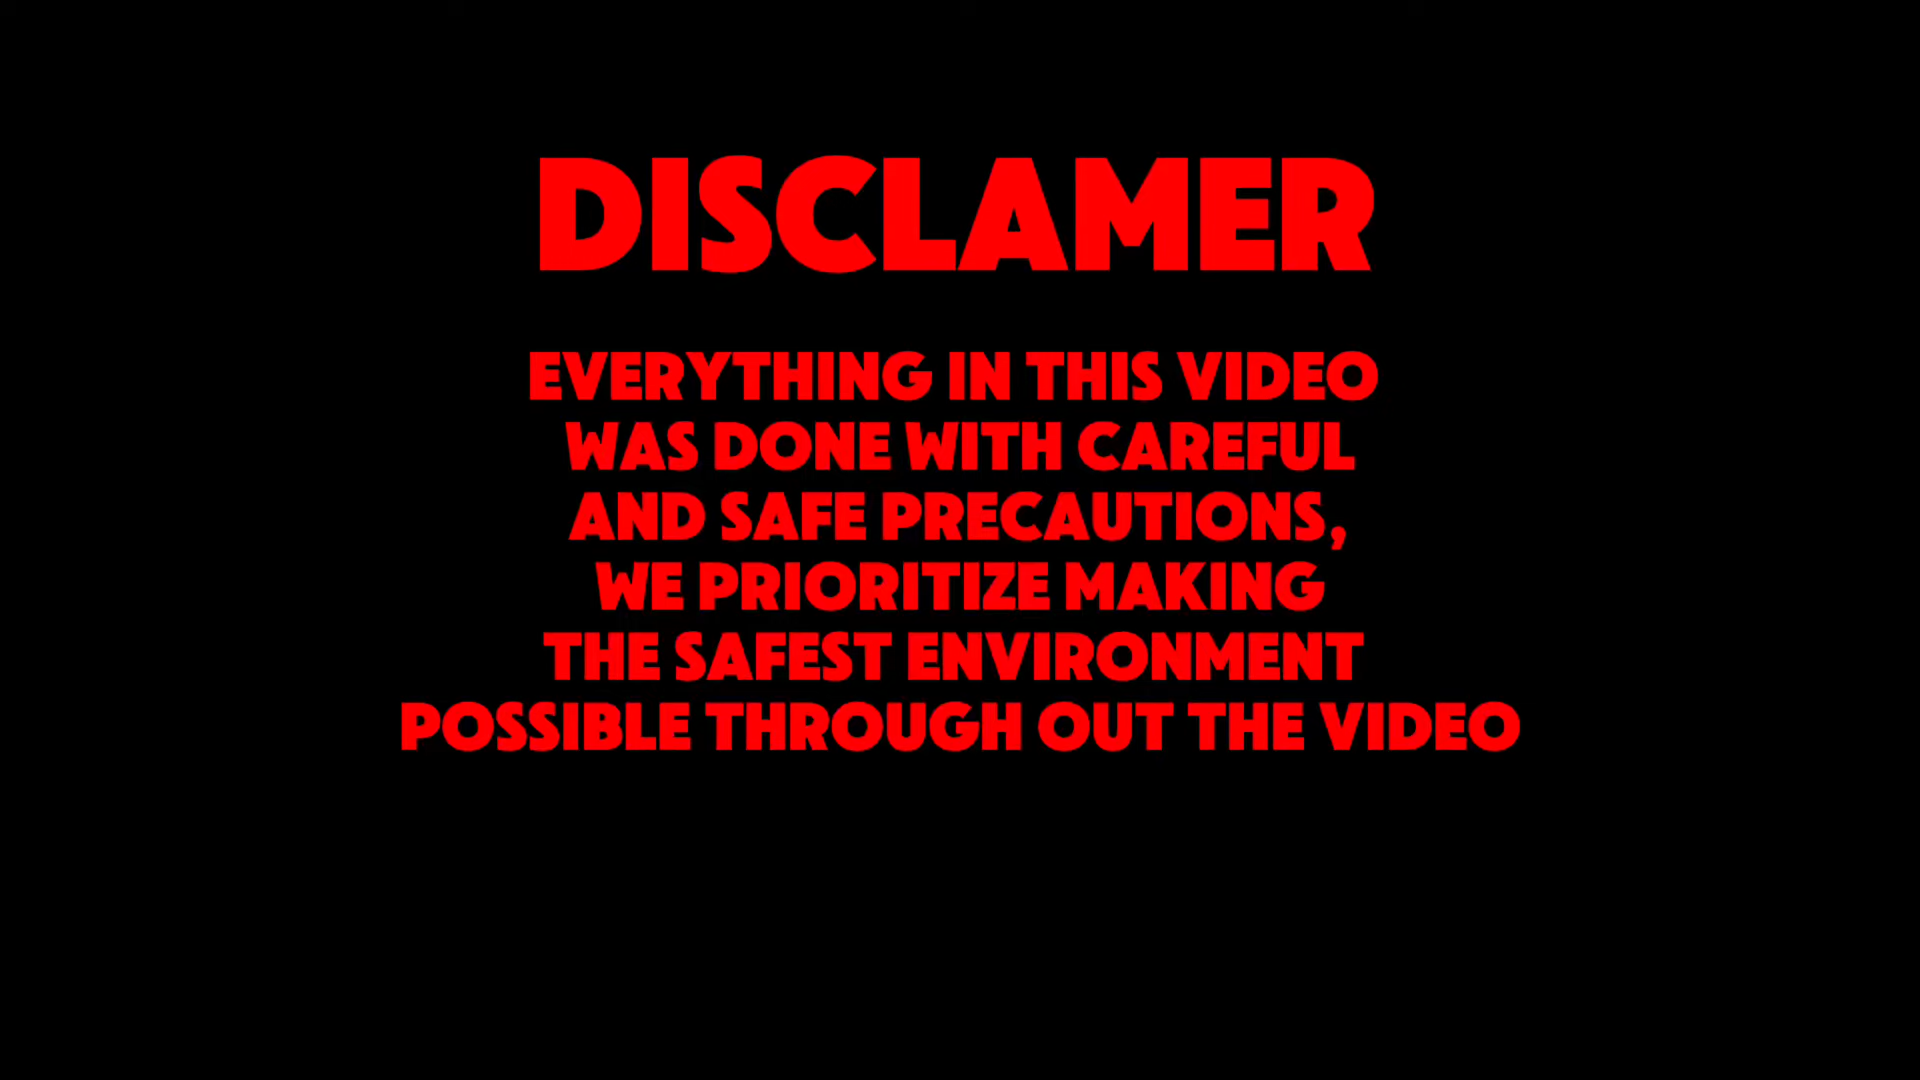 DISCLAMER
EVERYTHING IN THIS VIDEO
WAS DONE WITH CAREFUL
AND SAFE PRECAUTIONS,
WE PRIORITIZE MAKING
THE SAFEST ENVIRONMENT
POSSIBLE THROUGH OUT THE VIDEO